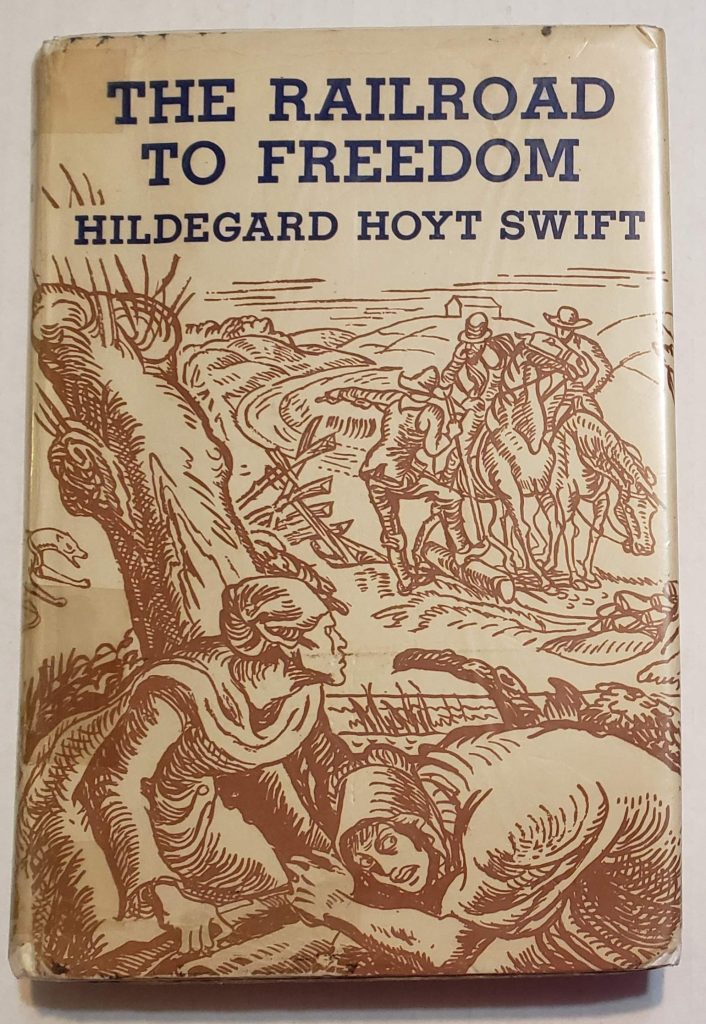 THE RAILROAD
TO FREEDOM
HILDEGARD HOYT SWIFT